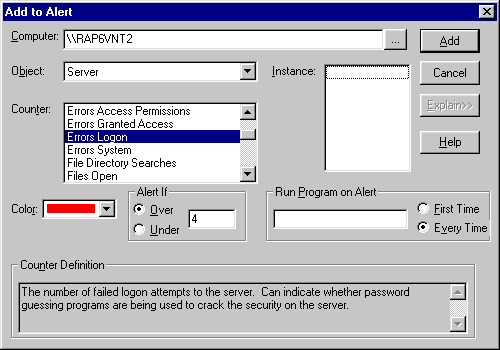 Add to Alert
Computer: \\RAP6VNT2 ... Add
Object: Server Instance: Cancel
Counter: Errors Access Permissions Explain>>
Errors Granted Access
Errors Logon Help
Errors System
File Directory Searches
Files Open
Color: Alert If Run Program on Alert
Over 4 First Time
Under Every Time
Counter Definition
The number of failed logon attempts to the server. Can indicate whether password
guessing programs are being used to crack the security on the server.